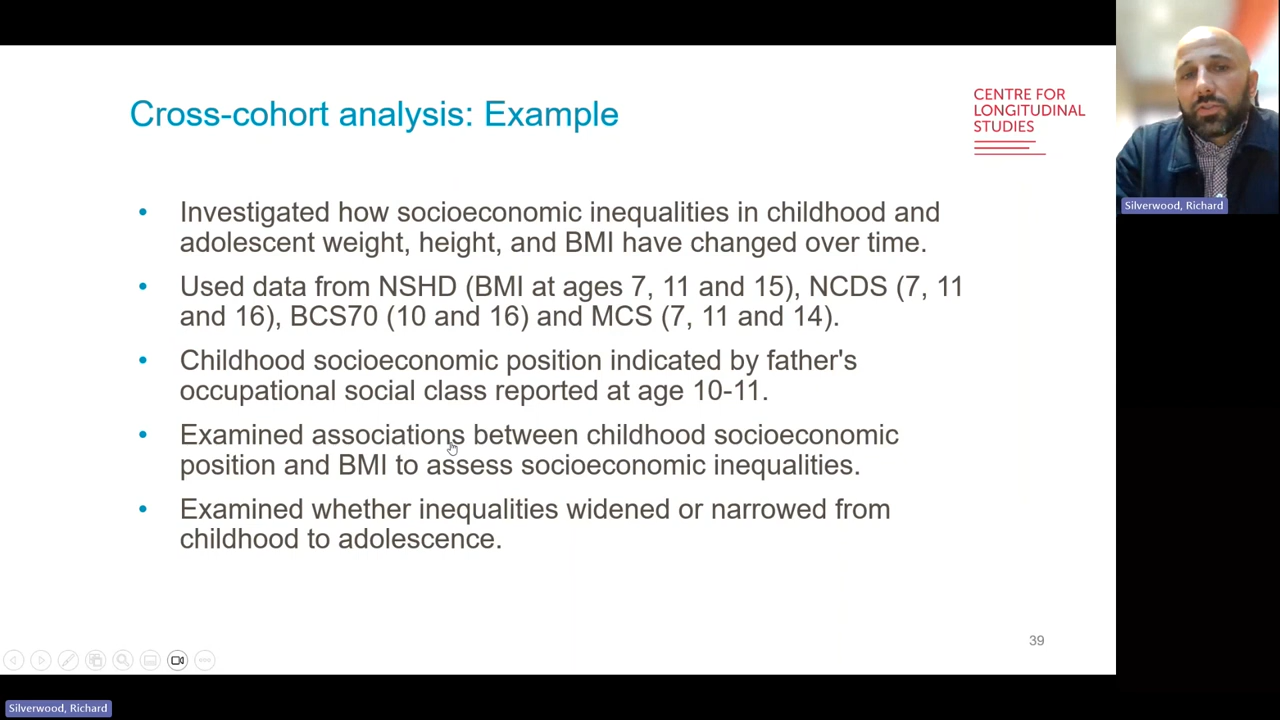 Cross-cohort analysis: Example
CENTRE FOR
LONGITUDINAL
STUDIES
Silverwood, Richard
• Investigated how socioeconomic inequalities in childhood and
adolescent weight, height, and BMI have changed over time.
• Used data from NSHD (BMI at ages 7, 11 and 15), NCDS (7, 11
and 16), BCS70 (10 and 16) and MCS (7, 11 and 14).
• Childhood socioeconomic position indicated by father's
occupational social class reported at age 10-11.
• Examined associations between childhood socioeconomic
position and BMI to assess socioeconomic inequalities.
• Examined whether inequalities widened or narrowed from
childhood to adolescence.
39
Silverwood, Richard